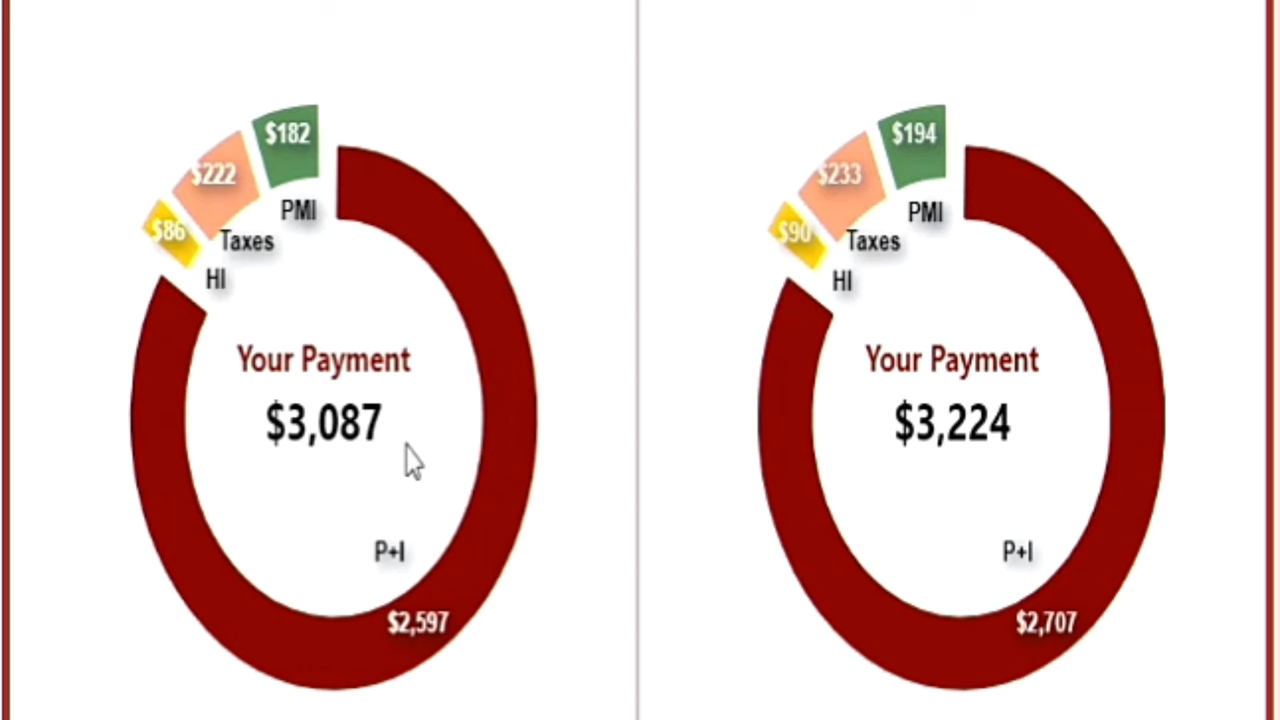 $182
$222
PMI
$86
Taxes
HI
Your Payment
$3,087
P+I
$2,597
$194
$233
PMI
$90
Taxes
HI
Your Payment
$3,224
P+I
$2,707